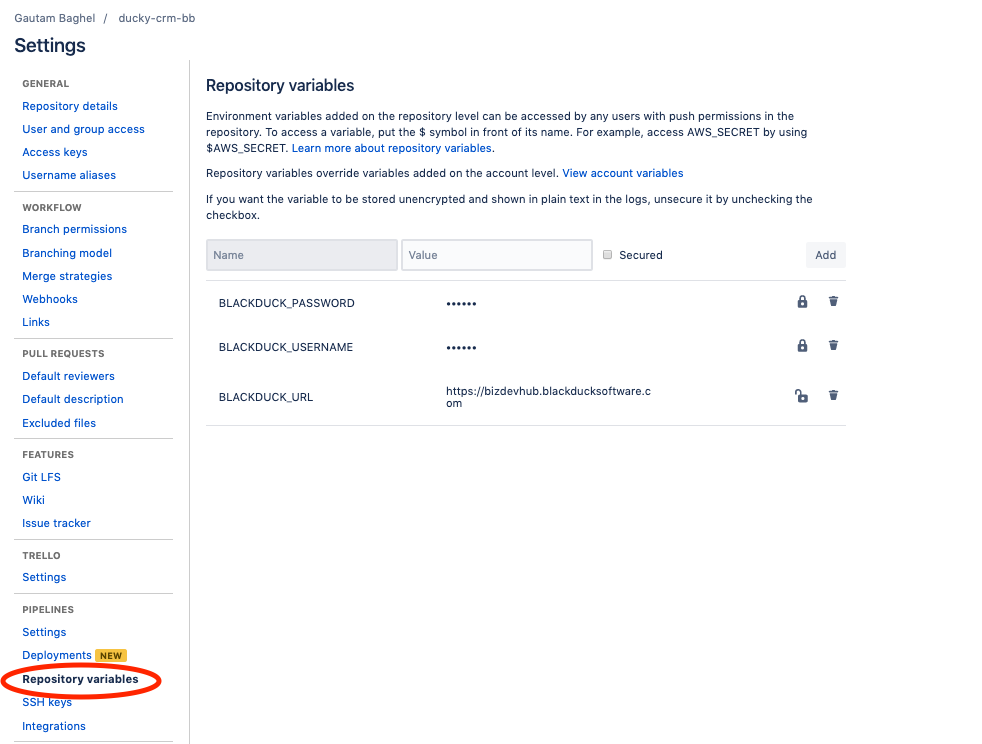 Gautam Baghel / ducky-crm-bb
Settings
GENERAL
Repository details
User and group access
Access keys
Username aliases
WORKFLOW
Branch permissions
Branching model
Merge strategies
Webhooks
Links
PULL REQUESTS
Default reviewers
Default description
Excluded files
FEATURES
Git LFS
Wiki
Issue tracker
TRELLO
Settings
PIPELINES
Settings
Deployments NEW
Repository variables
SSH keys
Integrations
Repository variables
Environment variables added on the repository level can be accessed by any users with push permissions in the
repository. To access a variable, put the $ symbol in front of its name. For example, access AWS_SECRET by using
$AWS_SECRET. Learn more about repository variables.
Repository variables override variables added on the account level. View account variables
If you want the variable to be stored unencrypted and shown in plain text in the logs, unsecure it by unchecking the
checkbox.
Name Value Secured Add
BLACKDUCK_PASSWORD ••••••
BLACKDUCK_USERNAME ••••••
BLACKDUCK_URL https://bizdevhub.blackducksoftware.c
om